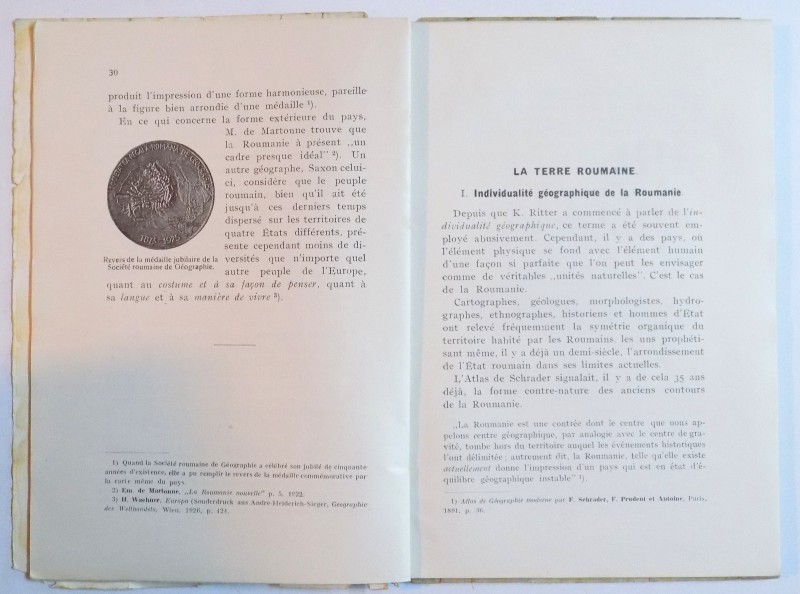 30
produit l'impression d'une forme harmonieuse, pareille
à la figure bien arrondie d'une médaille ¹).
En ce qui concerne la forme extérieure du pays,
M. de Martonne trouve que
la Roumanie à présent „un
cadre presque idéal" ²). Un
autre géographe, Saxon celui-
ci, considère que le peuple
roumain, bien qu'il ait été
jusqu'à ces derniers temps
dispersé sur les territoires de
quatre États différents, pré-
sente cependant moins de di-
versités que n'importe quel
autre peuple de l'Europe,
quant au costume et à sa façon de penser, quant à
sa langue et à sa manière de vivre ³).
1875-1925
Revers de la médaille jubilaire de la
Société roumaine de Géographie.
1) Quand la Société roumaine de Géographie a célébré son jubilé de cinquante
années d'existence, elle a pu remplir le revers de la médaille commémorative par
la carte même du pays.
2) Em. de Martonne, „La Roumanie nouvelle" p. 5, 1922.
3) H. Wachner, Europa (Sonderdruck aus Andre-Heiderich-Sieger, Geographie
des Welthandels, Wien, 1926, p. 424.
LA TERRE ROUMAINE.
I. Individualité géographique de la Roumanie.
Depuis que K. Ritter a commencé à parler de l'in-
dividualité géographique, ce terme a été souvent em-
ployé abusivement. Cependant, il y a des pays, où
l'élément physique se fond avec l'élément humain
d'une façon si parfaite que l'on peut les envisager
comme de véritables „unités naturelles". C'est le cas
de la Roumanie.
Cartographes, géologues, morphologistes, hydro-
graphes, ethnographes, historiens et hommes d'État
ont relevé fréquemment la symétrie organique du
territoire habité par les Roumains, les uns prophéti-
sant même, il y a déjà un demi-siècle, l'arrondissement
de l'État roumain dans ses limites actuelles.
L'Atlas de Schrader signalait, il y a de cela 35 ans
déjà, la forme contre-nature des anciens contours
de la Roumanie.
„La Roumanie est une contrée dont le centre que nous ap-
pelons centre géographique, par analogie avec le centre de gra-
vité, tombe hors du territoire auquel les événements historiques
l'ont délimitée; autrement dit, la Roumanie, telle qu'elle existe
actuellement donne l'impression d'un pays qui est en état d'é-
quilibre géographique instable" ¹).
1) Atlas de Géographie moderne par F. Schrader, F. Prudent et Antoine, Paris,
1891, p. 36.